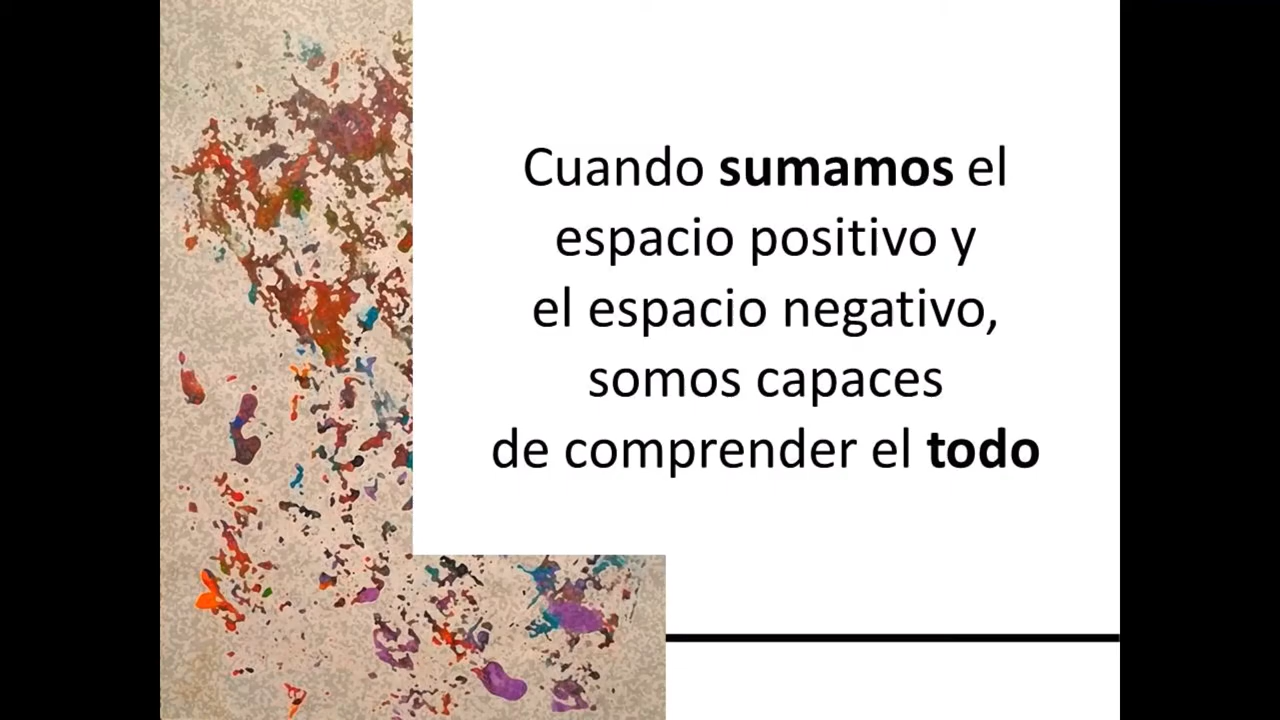 Cuando sumamos el
espacio positivo y
el espacio negativo,
somos capaces
de comprender el todo